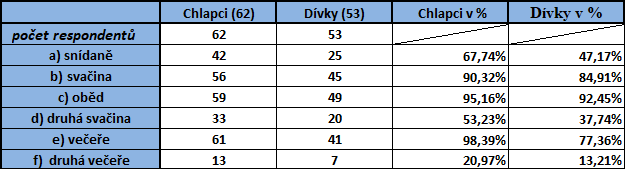 Chlapci (62) Dívky (53) Chlapci v % Dívky v %
počet respondentů 62 53
a) snídaně 42 25 67,74% 47,17%
b) svačina 56 45 90,32% 84,91%
c) oběd 59 49 95,16% 92,45%
d) druhá svačina 33 20 53,23% 37,74%
e) večeře 61 41 98,39% 77,36%
f) druhá večeře 13 7 20,97% 13,21%